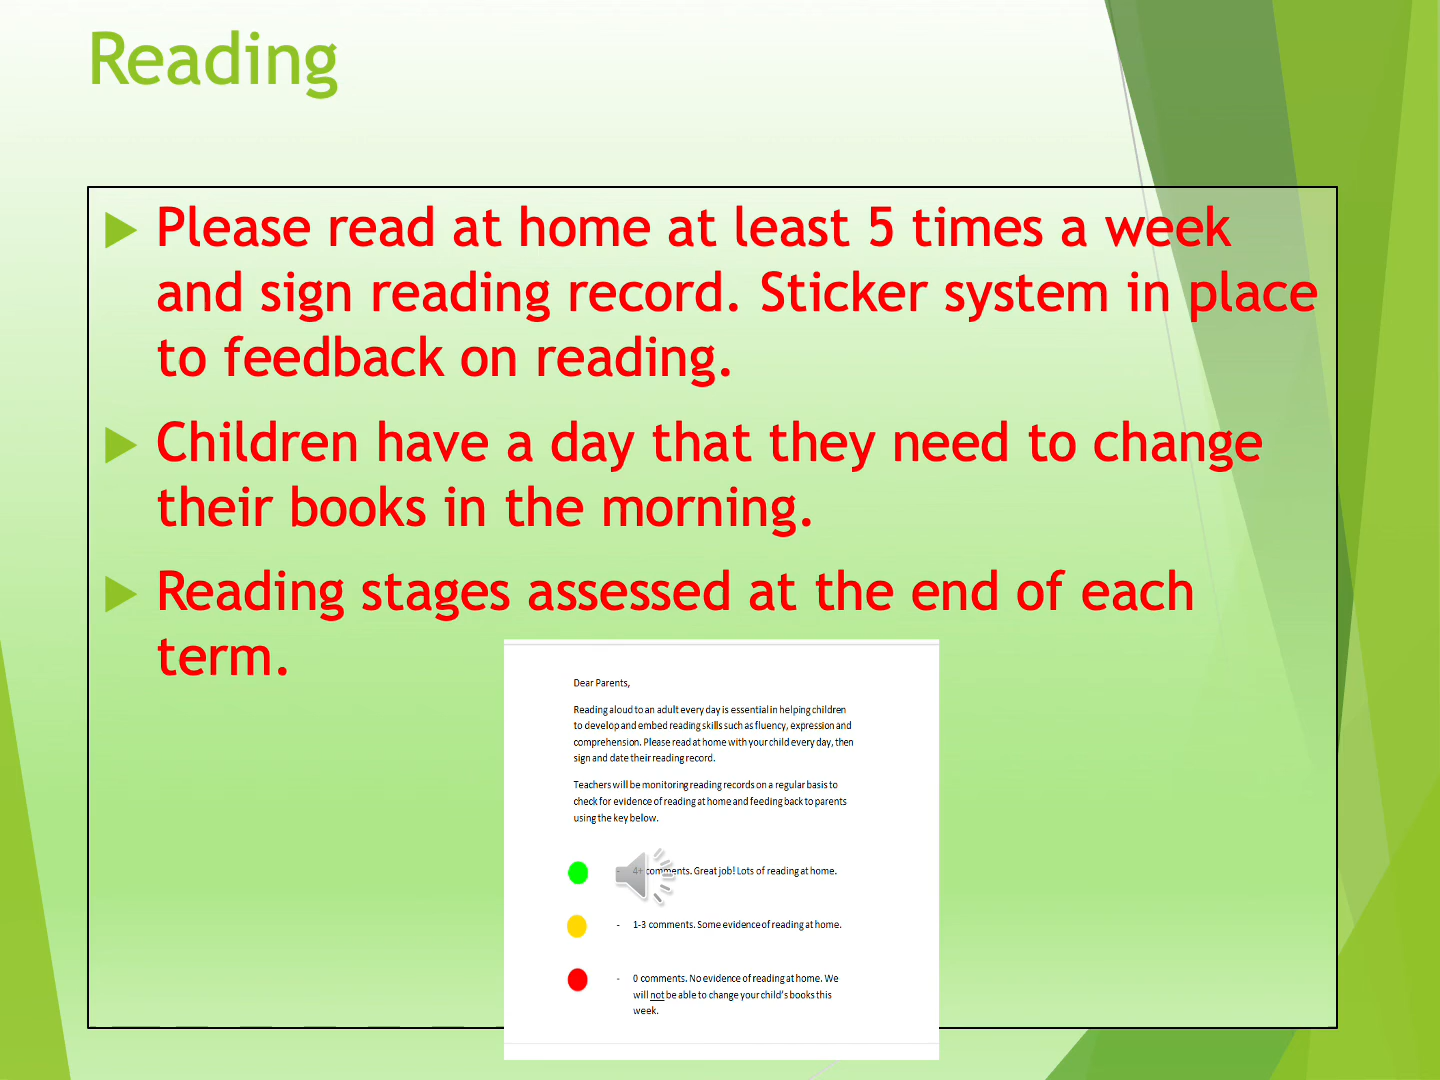 Reading
Please read at home at least 5 times a week
and sign reading record. Sticker system in place
to feedback on reading.
Children have a day that they need to change
their books in the morning.
Reading stages assessed at the end of each
term.
Dear Parents,
Reading aloud to an adult every day is essential in helping children
to develop and embed reading skills such as fluency, expression and
comprehension. Please read at home with your child every day, then
sign and date their reading record.
Teachers will be monitoring reading records on a regular basis to
check for evidence of reading at home and feeding back to parents
using the key below.
- 4+ comments. Great job! Lots of reading at home.
- 1-3 comments. Some evidence of reading at home.
- 0 comments. No evidence of reading at home. We
will not be able to change your child's books this
week.